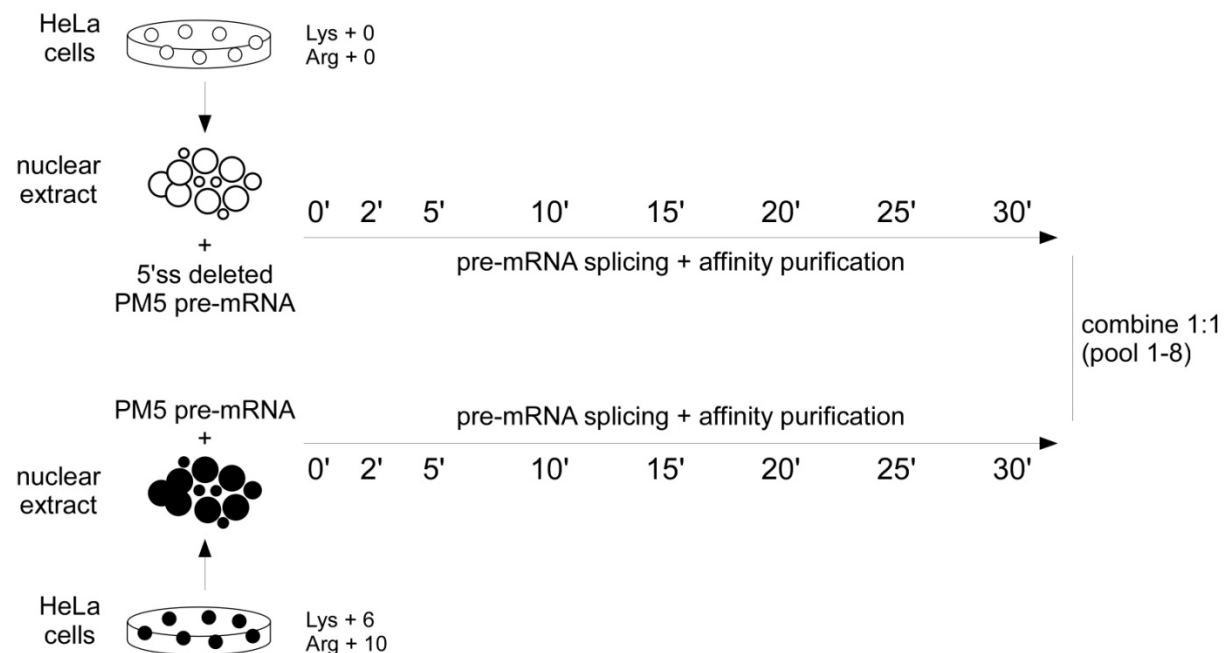 HeLa
cells
Lys + 0
Arg + 0
nuclear
extract
+
5'ss deleted
PM5 pre-mRNA
0' 2' 5' 10' 15' 20' 25' 30'
pre-mRNA splicing + affinity purification
combine 1:1
(pool 1-8)
PM5 pre-mRNA
+
nuclear
extract
pre-mRNA splicing + affinity purification
0' 2' 5' 10' 15' 20' 25' 30'
HeLa
cells
Lys + 6
Arg + 10